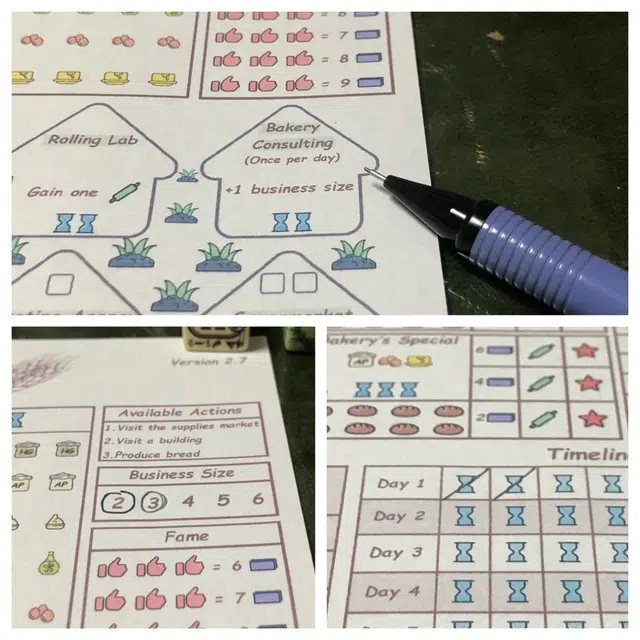 = 7
= 8
= 9
Rolling Lab
Gain one
Bakery
Consulting
(Once per day)
+1 business size
Supermarket
Version 2.7
Available Actions
1. Visit the supplies market
2. Visit a building
3. Produce bread
Business Size
2 3 4 5 6
Fame
= 6
= 7
HG HG
AP AP
Bakery's Special
AP
6
4
2
Timelin
Day 1
Day 2
Day 3
Day 4